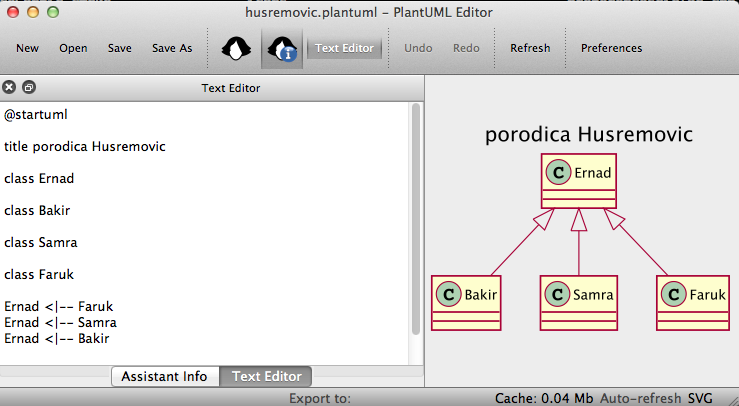 husremovic.plantuml – PlantUML Editor
New Open Save Save As Text Editor Undo Redo Refresh Preferences
Text Editor
@startuml
title porodica Husremovic
class Ernad
class Bakir
class Samra
class Faruk
Ernad <|-- Faruk
Ernad <|-- Samra
Ernad <|-- Bakir
Assistant Info Text Editor
porodica Husremovic
C Ernad
C Bakir C Samra C Faruk
Export to: Cache: 0.04 Mb Auto-refresh SVG